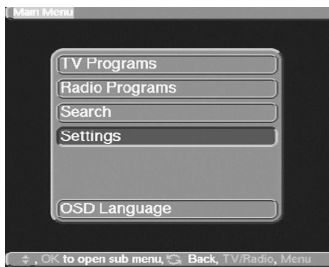 Main Menu
TV Programs
Radio Programs
Search
Settings
OSD Language
, OK to open sub menu, Back, TV/Radio, Menu